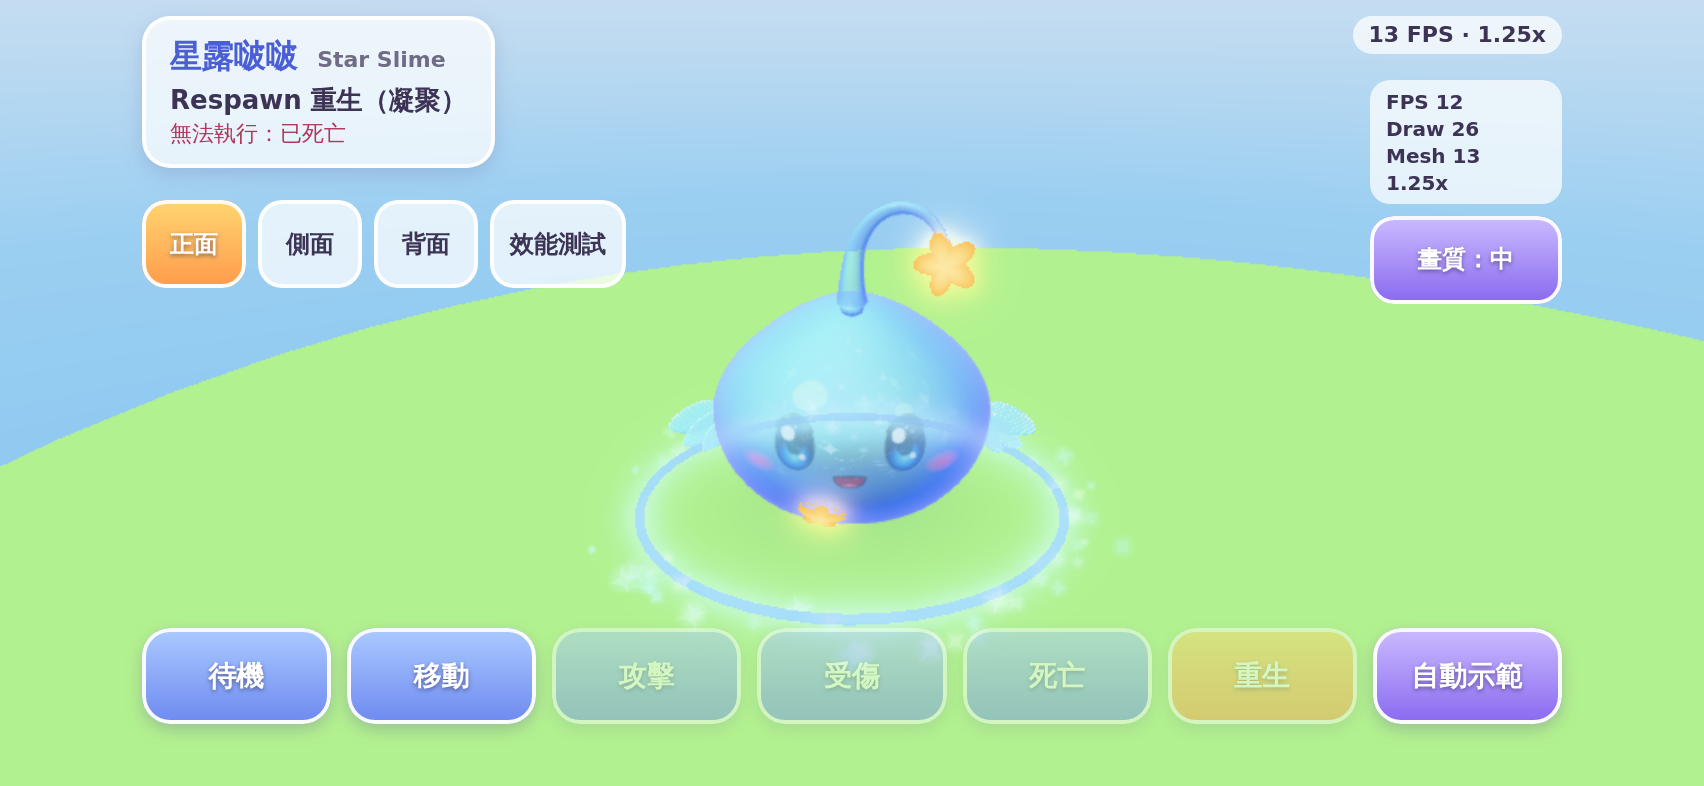 星露啵啵 Star Slime
Respawn 重生（凝聚）
無法執行：已死亡
13 FPS · 1.25x
FPS 12
Draw 26
Mesh 13
1.25x
正面 側面 背面 效能測試
畫質：中
待機 移動 攻擊 受傷 死亡 重生 自動示範